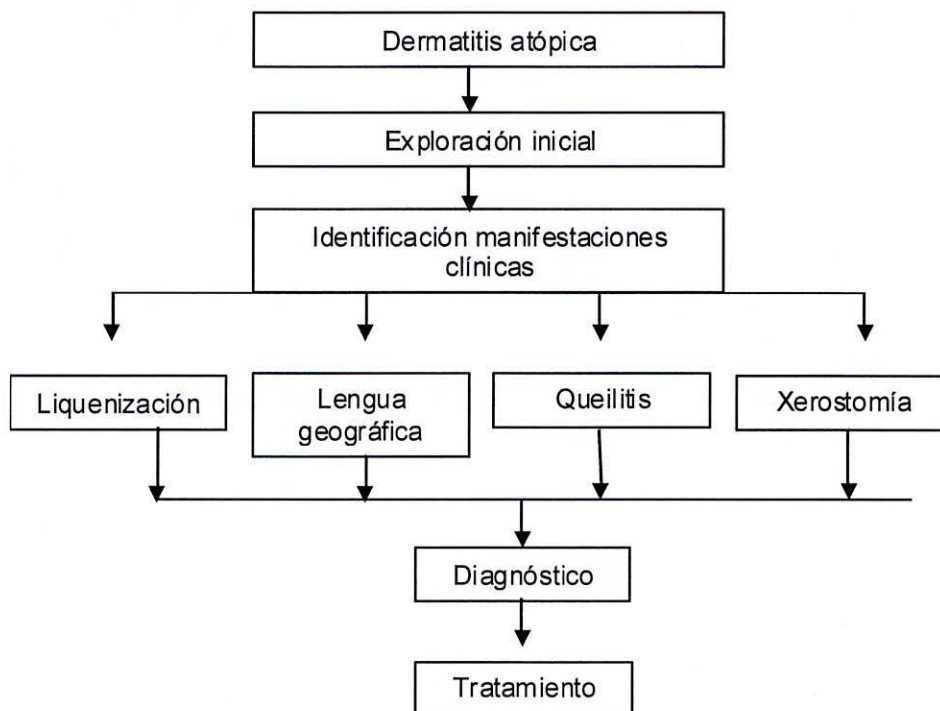 Dermatitis atópica
Exploración inicial
Identificación manifestaciones
clínicas
Liquenización
Lengua
geográfica
Queilitis
Xerostomía
Diagnóstico
Tratamiento